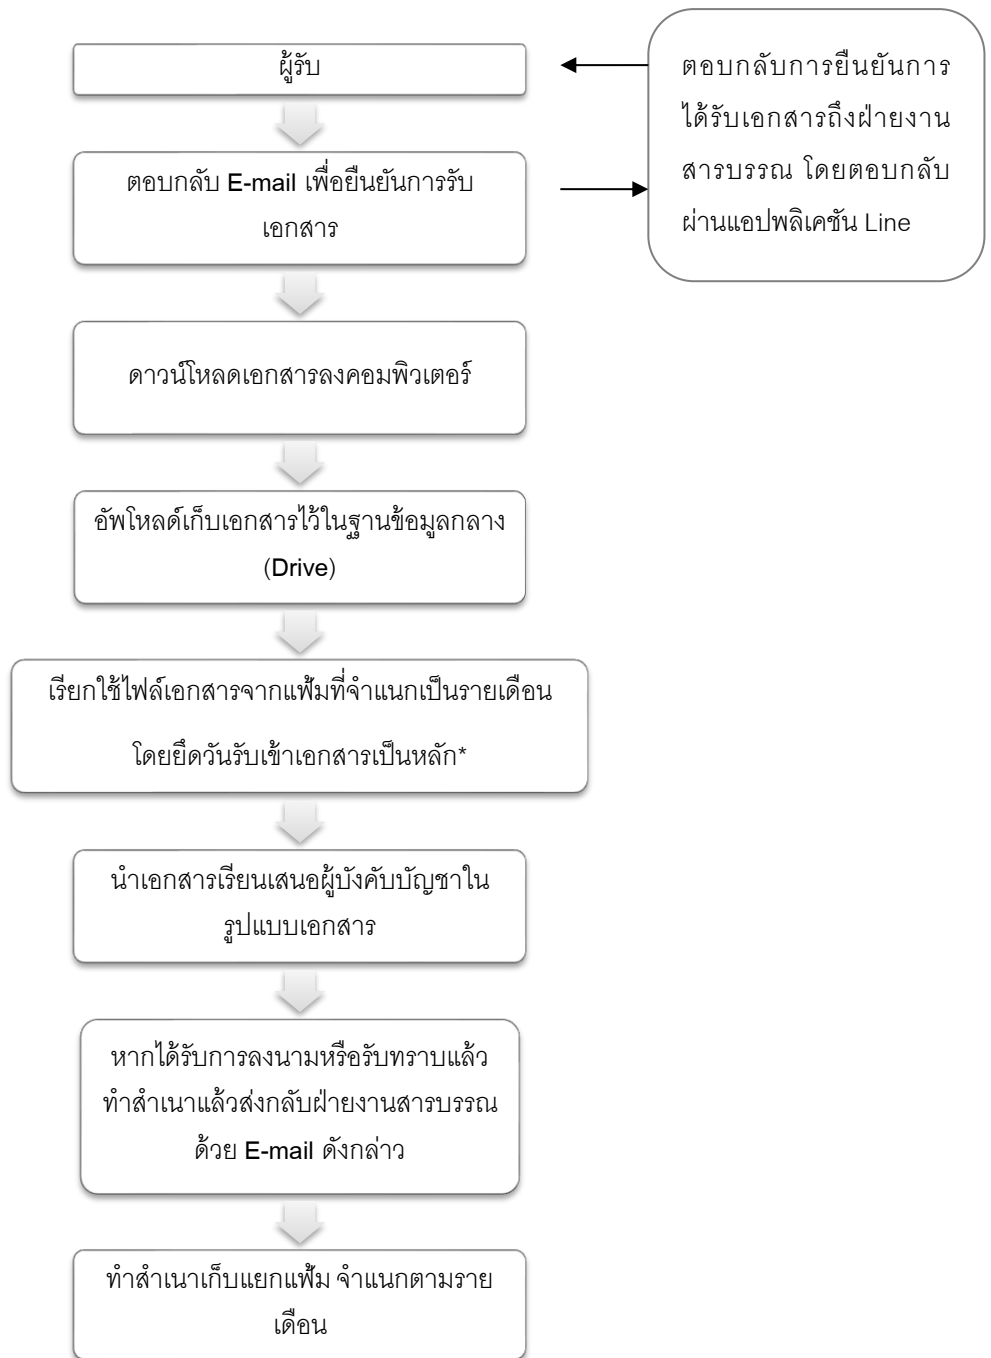 ผู้รับ
ตอบกลับการยืนยันการ
ได้รับเอกสารถึงฝ่ายงาน
สารบรรณ โดยตอบกลับ
ผ่านแอปพลิเคชัน Line
ตอบกลับ E-mail เพื่อยืนยันการรับ
เอกสาร
ดาวน์โหลดเอกสารลงคอมพิวเตอร์
อัพโหลด์เก็บเอกสารไว้ในฐานข้อมูลกลาง
(Drive)
เรียกใช้ไฟล์เอกสารจากแฟ้มที่จำแนกเป็นรายเดือน
โดยยึดวันรับเข้าเอกสารเป็นหลัก*
นำเอกสารเรียนเสนอผู้บังคับบัญชาใน
รูปแบบเอกสาร
หากได้รับการลงนามหรือรับทราบแล้ว
ทำสำเนาแล้วส่งกลับฝ่ายงานสารบรรณ
ด้วย E-mail ดังกล่าว
ทำสำเนาเก็บแยกแฟ้ม จำแนกตามราย
เดือน